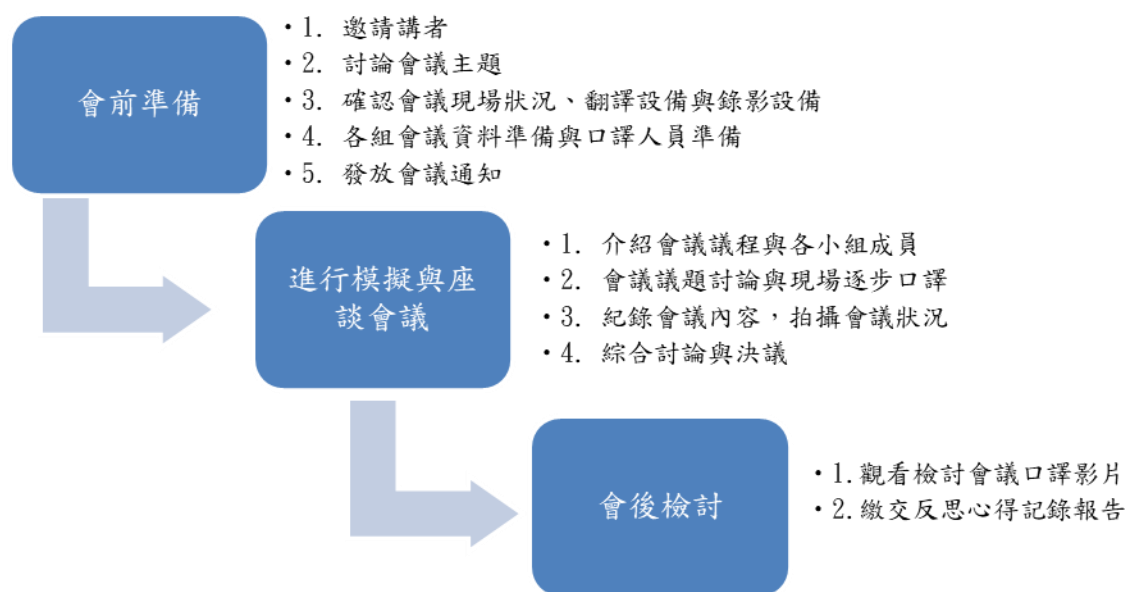 會前準備
・1. 邀請講者
・2. 討論會議主題
・3. 確認會議現場狀況、翻譯設備與錄影設備
・4. 各組會議資料準備與口譯人員準備
・5. 發放會議通知
進行模擬與座
談會議
・1. 介紹會議議程與各小組成員
・2. 會議議題討論與現場逐步口譯
・3. 紀錄會議內容，拍攝會議狀況
・4. 綜合討論與決議
會後檢討
・1.觀看檢討會議口譯影片
・2.繳交反思心得記錄報告